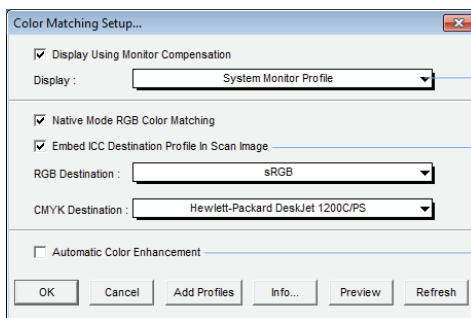 Color Matching Setup...
Display Using Monitor Compensation
Display : System Monitor Profile
Native Mode RGB Color Matching
Embed ICC Destination Profile In Scan Image
RGB Destination : sRGB
CMYK Destination : Hewlett-Packard DeskJet 1200C/PS
Automatic Color Enhancement
OK Cancel Add Profiles Info... Preview Refresh